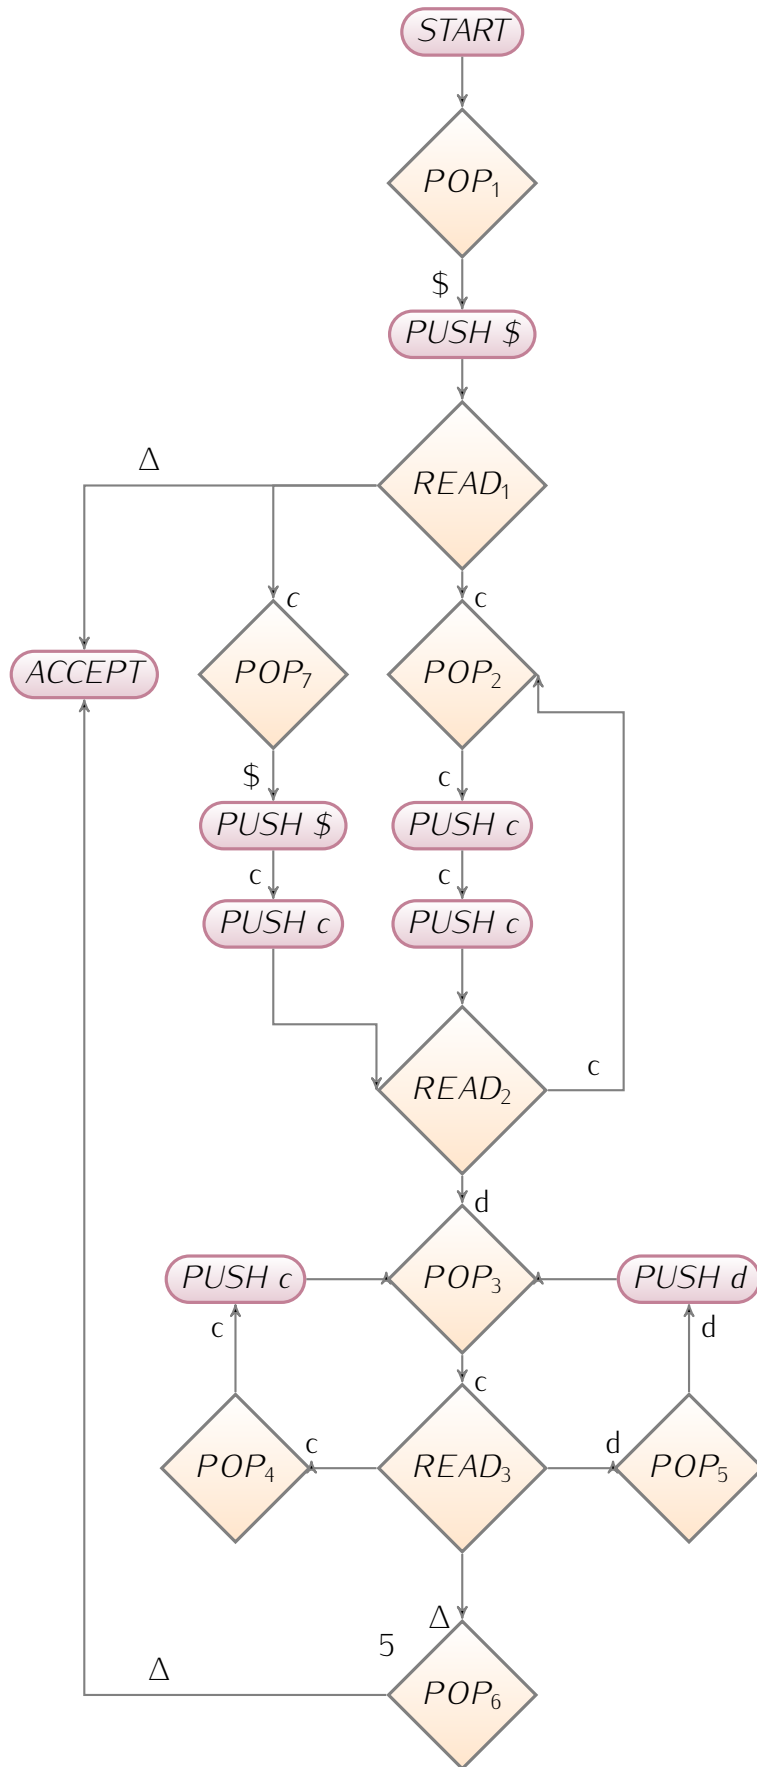 START
POP₁
$
PUSH $
READ₁
Δ
c
c
ACCEPT
POP₇
POP₂
$
c
PUSH $
PUSH c
c
c
PUSH c
PUSH c
READ₂
c
d
PUSH c
POP₃
PUSH d
c
d
c
POP₄
c
READ₃
d
POP₅
Δ
5
Δ
POP₆